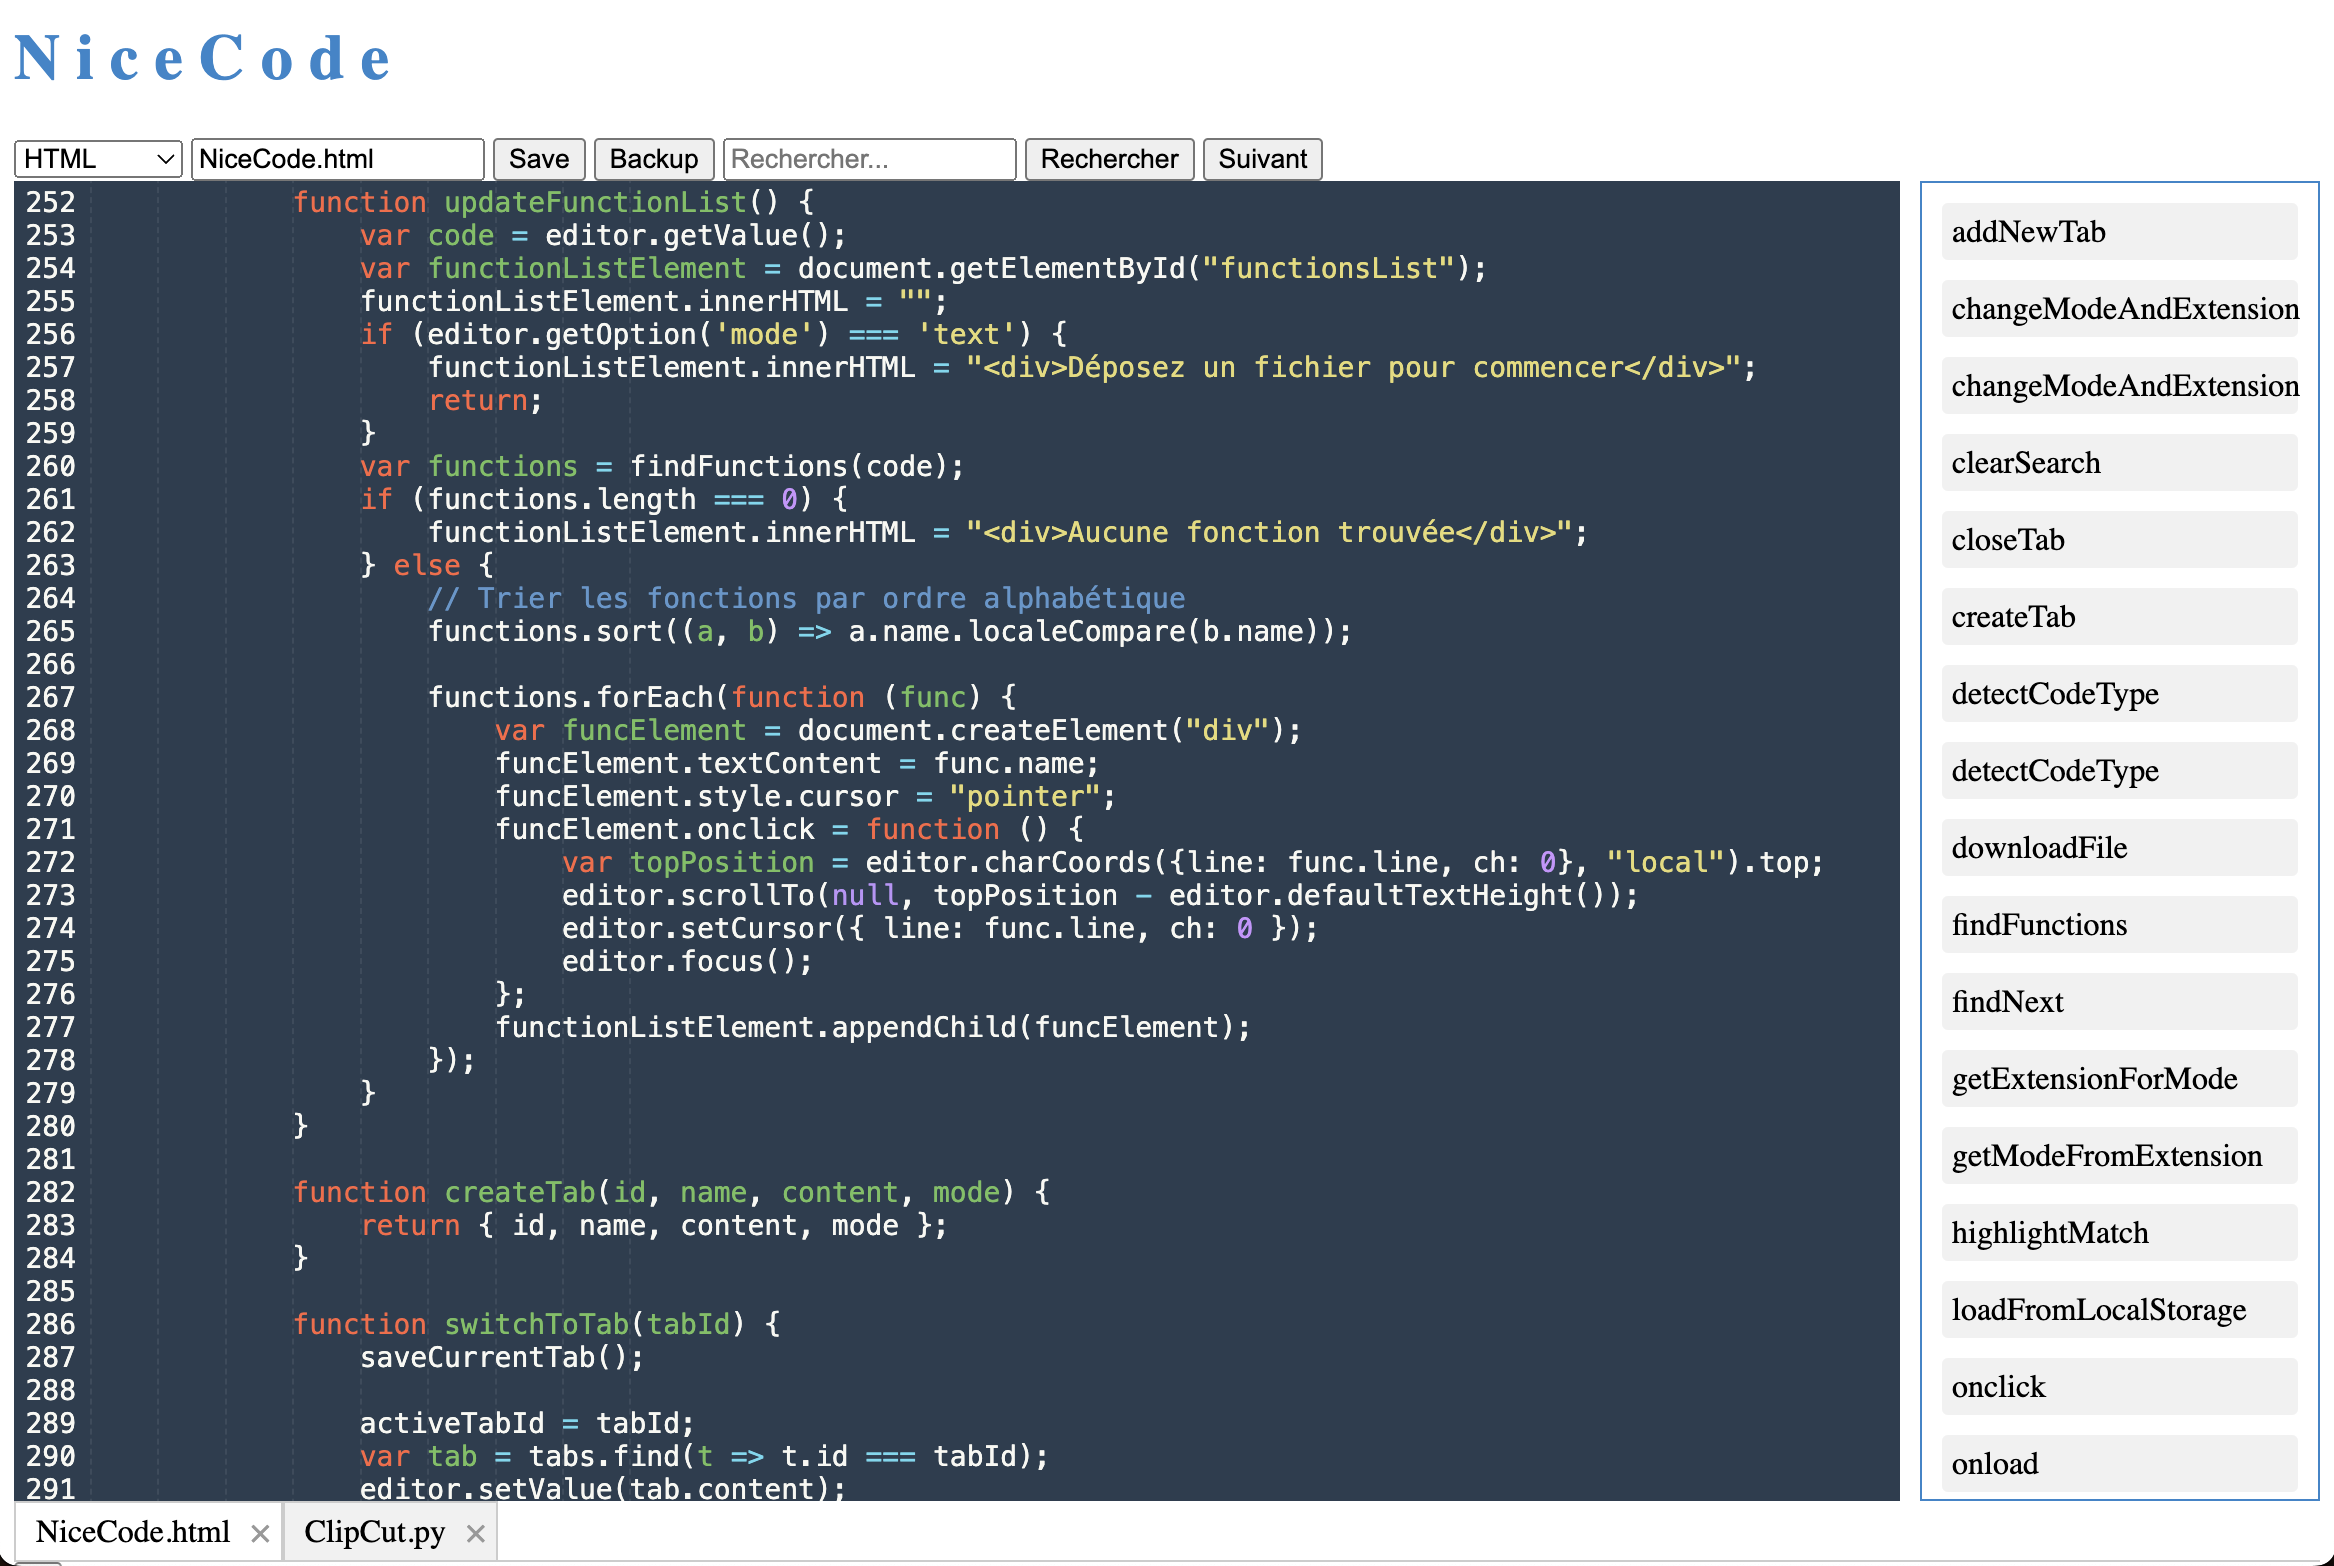 NiceCode
HTML NiceCode.html Save Backup Rechercher... Rechercher Suivant
252 function updateFunctionList() {
253 var code = editor.getValue();
254 var functionListElement = document.getElementById("functionsList");
255 functionListElement.innerHTML = "";
256 if (editor.getOption('mode') === 'text') {
257 functionListElement.innerHTML = "<div>Déposez un fichier pour commencer</div>";
258 return;
259 }
260 var functions = findFunctions(code);
261 if (functions.length === 0) {
262 functionListElement.innerHTML = "<div>Aucune fonction trouvée</div>";
263 } else {
264 // Trier les fonctions par ordre alphabétique
265 functions.sort((a, b) => a.name.localeCompare(b.name));
266
267 functions.forEach(function (func) {
268 var funcElement = document.createElement("div");
269 funcElement.textContent = func.name;
270 funcElement.style.cursor = "pointer";
271 funcElement.onclick = function () {
272 var topPosition = editor.charCoords({line: func.line, ch: 0}, "local").top;
273 editor.scrollTo(null, topPosition - editor.defaultTextHeight());
274 editor.setCursor({ line: func.line, ch: 0 });
275 editor.focus();
276 };
277 functionListElement.appendChild(funcElement);
278 });
279 }
280 }
281
282 function createTab(id, name, content, mode) {
283 return { id, name, content, mode };
284 }
285
286 function switchToTab(tabId) {
287 saveCurrentTab();
288
289 activeTabId = tabId;
290 var tab = tabs.find(t => t.id === tabId);
291 editor.setValue(tab.content);
addNewTab
changeModeAndExtension
changeModeAndExtension
clearSearch
closeTab
createTab
detectCodeType
detectCodeType
downloadFile
findFunctions
findNext
getExtensionForMode
getModeFromExtension
highlightMatch
loadFromLocalStorage
onclick
onload
NiceCode.html × ClipCut.py ×